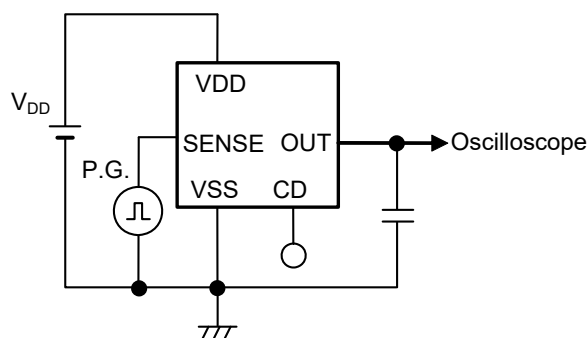 VDD
VDD
SENSE OUT
Oscilloscope
P.G.
VSS CD